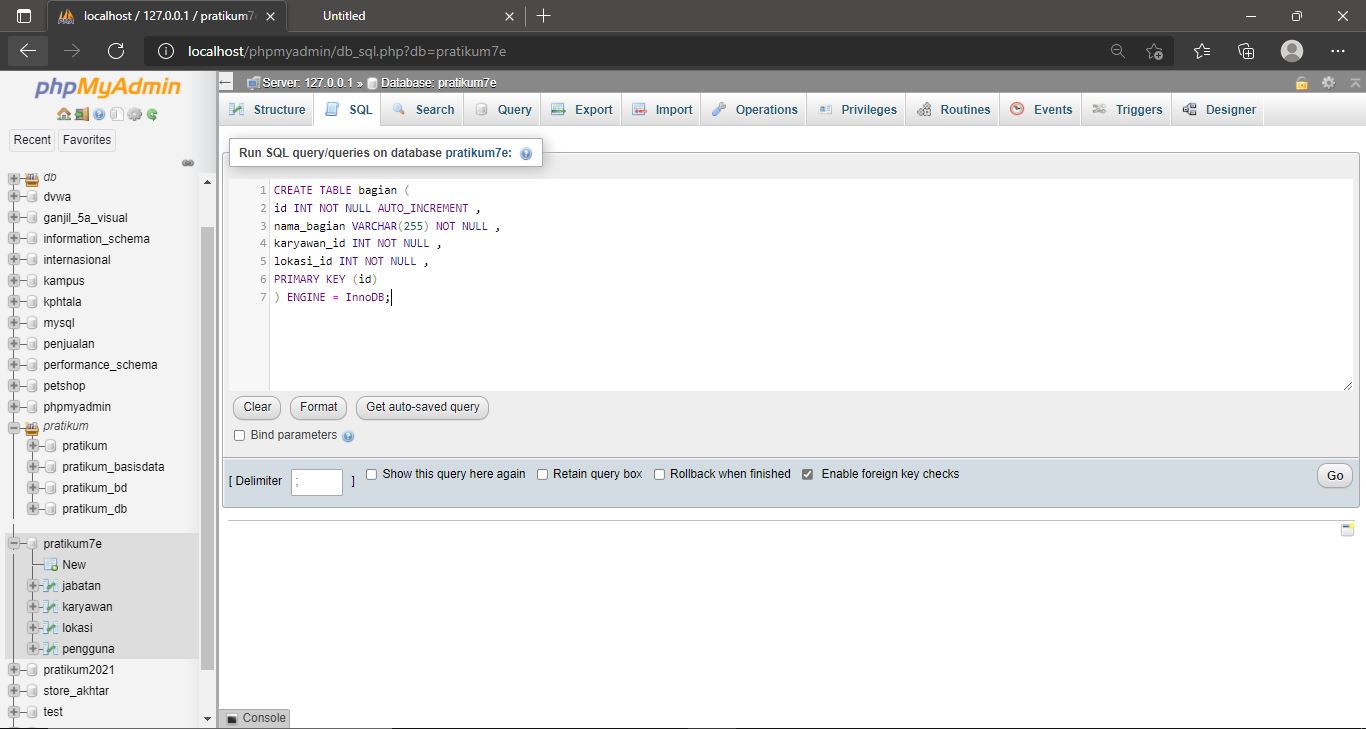 localhost / 127.0.0.1 / pratikum7
Untitled
localhost/phpmyadmin/db_sql.php?db=pratikum7e
phpMyAdmin
Recent
Favorites
db
dvwa
ganjil_5a_visual
information_schema
internasional
kampus
kphtala
mysql
penjualan
performance_schema
petshop
phpmyadmin
pratikum
pratikum
pratikum_basisdata
pratikum_bd
pratikum_db
pratikum7e
New
jabatan
karyawan
lokasi
pengguna
pratikum2021
store_akhtar
test
Server: 127.0.0.1 » Database: pratikum7e
Structure SQL Search Query Export Import Operations Privileges Routines Events Triggers Designer
Run SQL query/queries on database pratikum7e:
1 CREATE TABLE bagian (
2 id INT NOT NULL AUTO_INCREMENT ,
3 nama_bagian VARCHAR(255) NOT NULL ,
4 karyawan_id INT NOT NULL ,
5 lokasi_id INT NOT NULL ,
6 PRIMARY KEY (id)
7 ) ENGINE = InnoDB;
Clear Format Get auto-saved query
Bind parameters
[ Delimiter ; ] Show this query here again Retain query box Rollback when finished Enable foreign key checks Go
Console